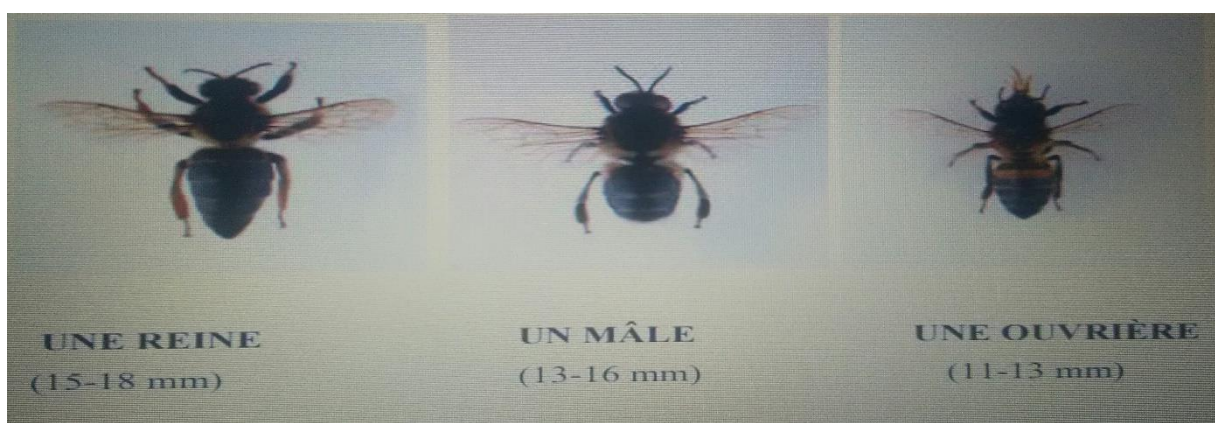 UNE REINE
(15-18 mm)
UN MÂLE
(13-16 mm)
UNE OUVRIÈRE
(11-13 mm)